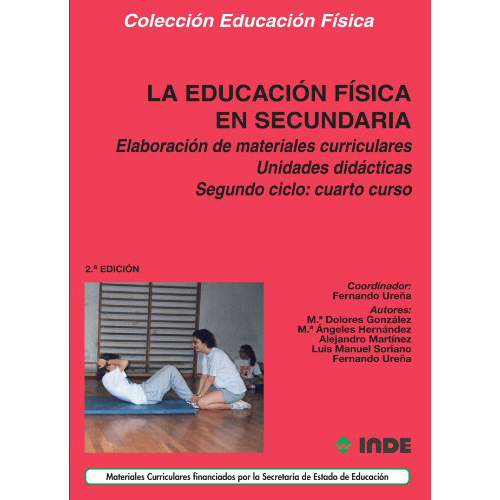 Colección Educación Física
LA EDUCACIÓN FÍSICA
EN SECUNDARIA
Elaboración de materiales curriculares
Unidades didácticas
Segundo ciclo: cuarto curso
2.ª EDICIÓN
Coordinador:
Fernando Ureña
Autores:
M.ª Dolores González
M.ª Ángeles Hernández
Alejandro Martínez
Luis Manuel Soriano
Fernando Ureña
INDE
Materiales Curriculares financiados por la Secretaría de Estado de Educación